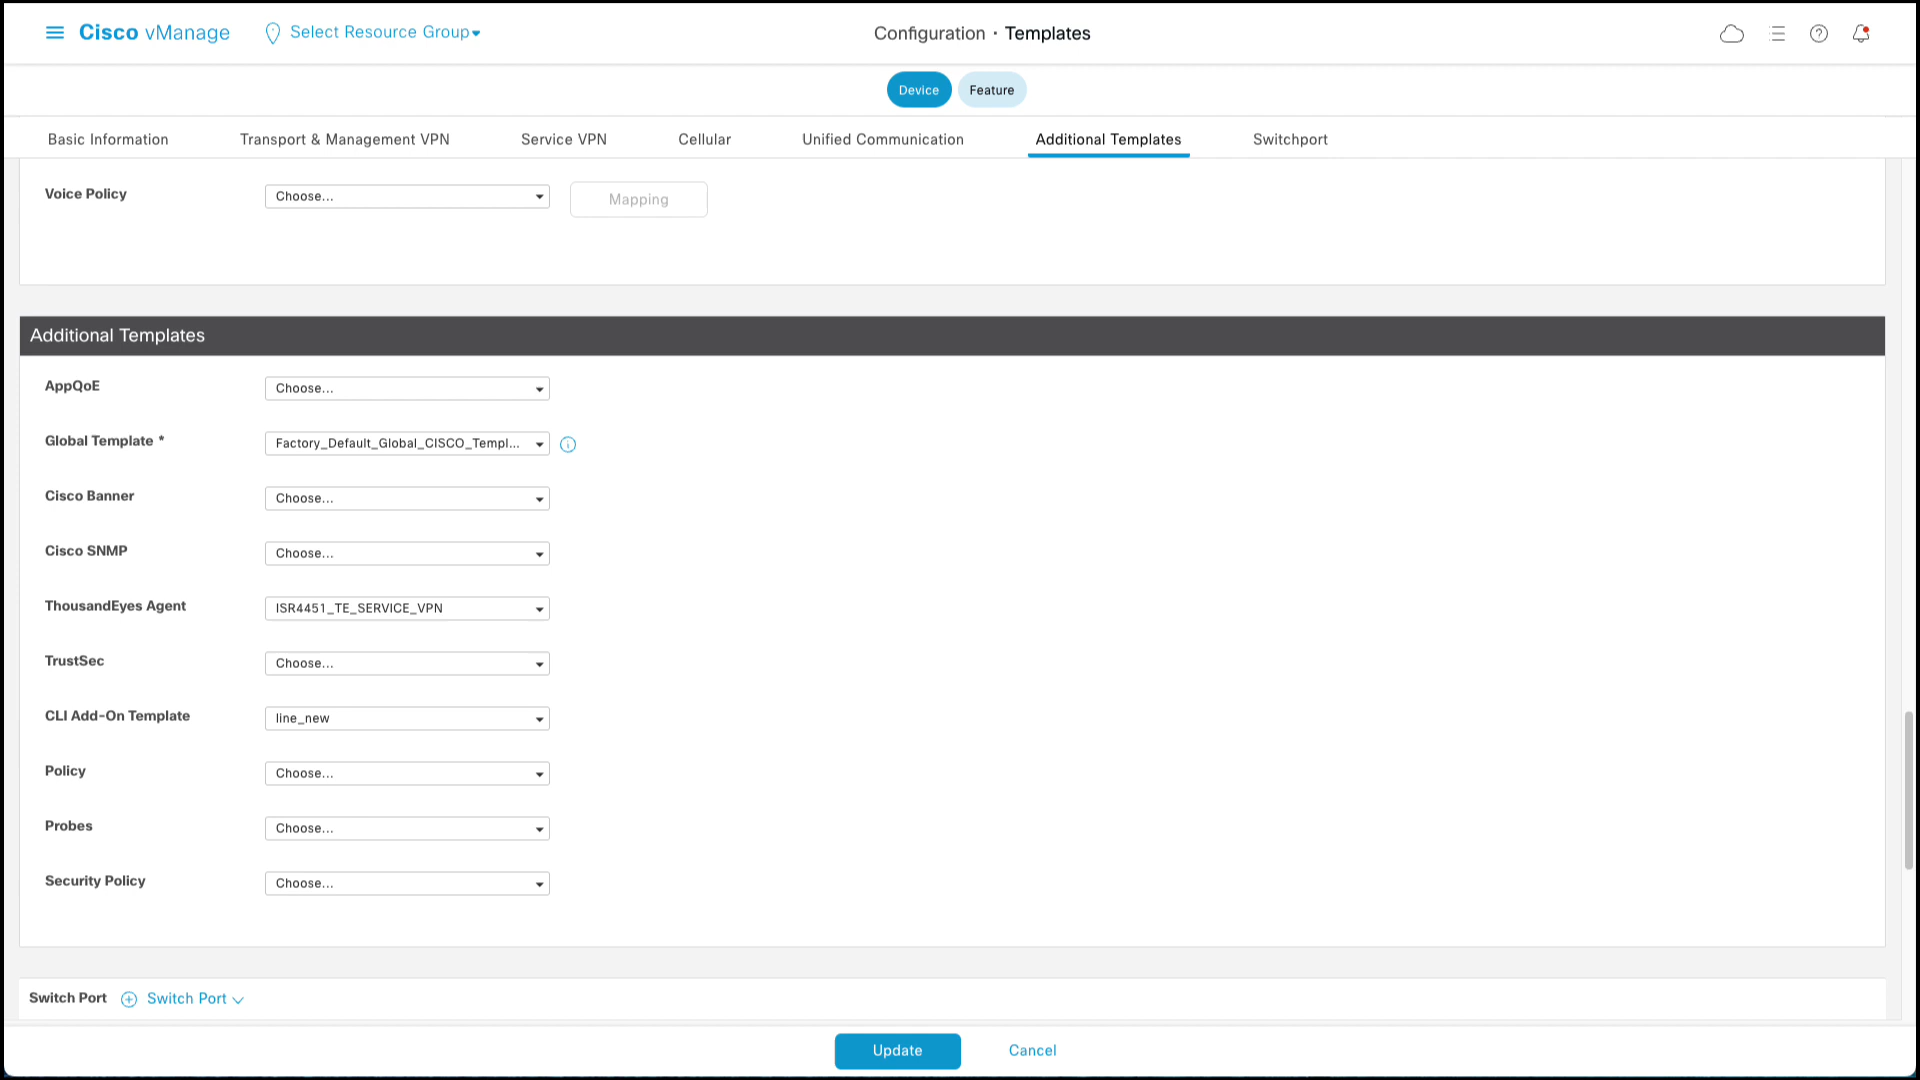 Cisco vManage
Select Resource Group
Configuration · Templates
Device
Feature
Basic Information
Transport & Management VPN
Service VPN
Cellular
Unified Communication
Additional Templates
Switchport
Voice Policy
Choose...
Mapping
Additional Templates
AppQoE
Choose...
Global Template *
Factory_Default_Global_CISCO_Templ...
Cisco Banner
Choose...
Cisco SNMP
Choose...
ThousandEyes Agent
ISR4451_TE_SERVICE_VPN
TrustSec
Choose...
CLI Add-On Template
line_new
Policy
Choose...
Probes
Choose...
Security Policy
Choose...
Switch Port
Switch Port
Update
Cancel